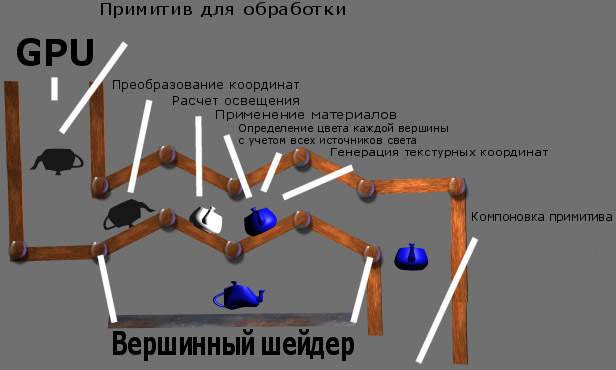 Примитив для обработки
GPU
Преобразование координат
Расчет освещения
Применение материалов
Определение цвета каждой вершины
с учетом всех источников света
Генерация текстурных координат
Компоновка примитива
Вершинный шейдер